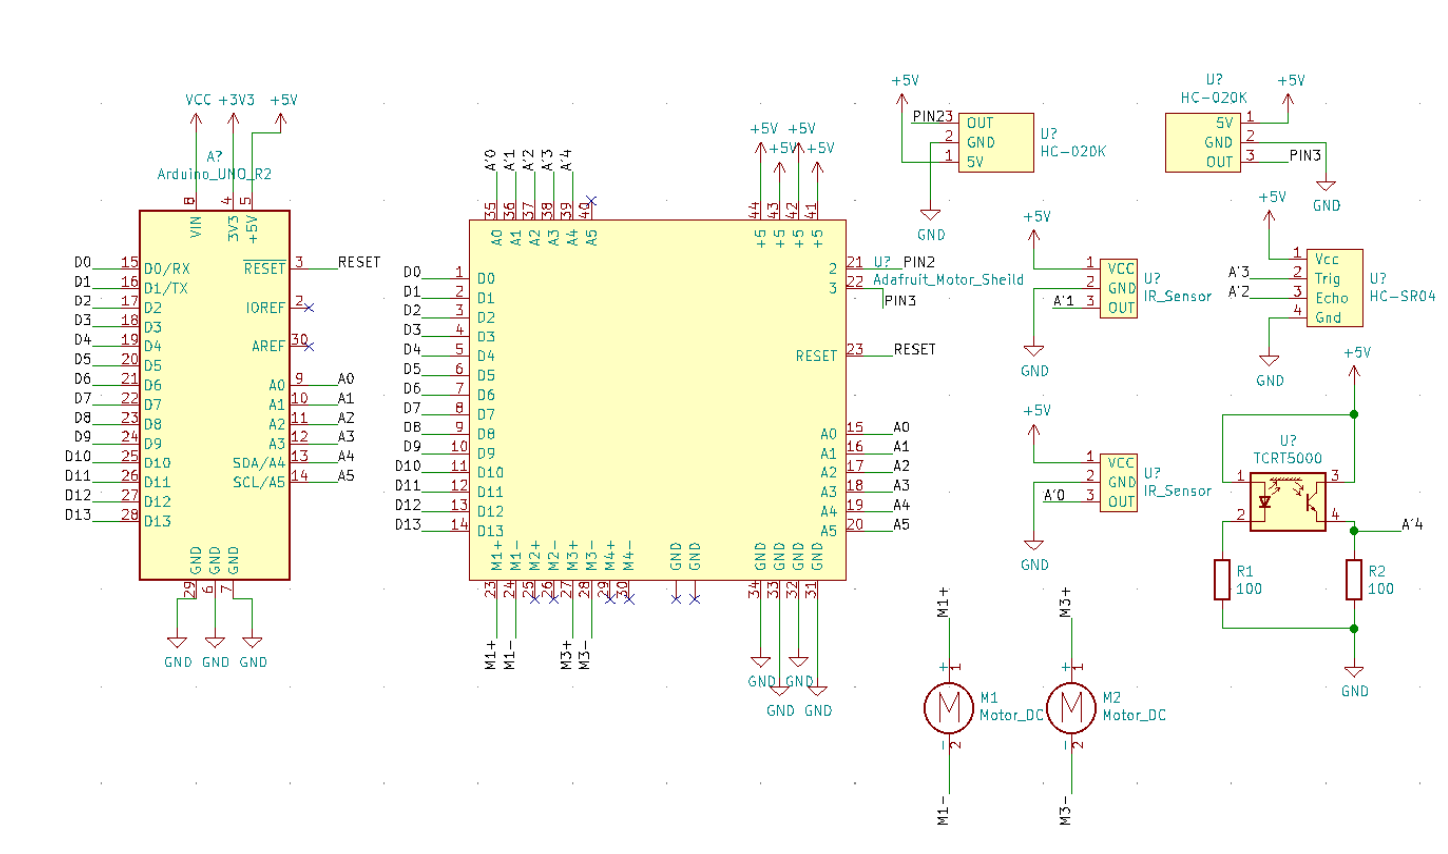 VCC +3V3 +5V
A?
Arduino_UNO_R2
8
4
5
VIN
3V3
+5V
D0 15 D0/RX
D1 16 D1/TX
D2 17 D2
D3 18 D3
D4 19 D4
D5 20 D5
D6 21 D6
D7 22 D7
D8 23 D8
D9 24 D9
D10 25 D10
D11 26 D11
D12 27 D12
D13 28 D13
RESET 3 RESET
IOREF 2
AREF 30
A0 9 A0
A1 10 A1
A2 11 A2
A3 12 A3
SDA/A4 13 A4
SCL/A5 14 A5
GND GND GND
29 6 7
GND GND GND
A'0 A'1 A'2 A'3 A'4
35 36 37 38 39 40
A0 A1 A2 A3 A4 A5
+5V +5V
+5V +5V
44 43 42 41
+5 +5 +5 +5
D0 1 D0
D1 2 D1
D2 3 D2
D3 4 D3
D4 5 D4
D5 6 D5
D6 7 D6
D7 8 D7
D8 9 D8
D9 10 D9
D10 11 D10
D11 12 D11
D12 13 D12
D13 14 D13
2 21 PIN2
3 22 PIN3
U?
Adafruit_Motor_Sheild
RESET 23 RESET
A0 15 A0
A1 16 A1
A2 17 A2
A3 18 A3
A4 19 A4
A5 20 A5
M1+ M1- M2+ M2- M3+ M3- M4+ M4- GND GND GND GND GND GND
23 24 25 26 27 28 29 30 34 33 32 31
M1+ M1- M3+ M3-
GND GND
GND GND
+5V
PIN2 3 OUT
2 GND
1 5V
U?
HC-020K
GND
U?
HC-020K
+5V
5V 1
GND 2
OUT 3 PIN3
GND
+5V
1 VCC
2 GND
A'1 3 OUT
U?
IR_Sensor
GND
+5V
1 Vcc
A'3 2 Trig
A'2 3 Echo
4 Gnd
U?
HC-SR04
GND
+5V
1 VCC
2 GND
A'0 3 OUT
U?
IR_Sensor
GND
+5V
U?
TCRT5000
1 3
2 4
A'4
R1
100
R2
100
GND
M1+
+ 1
M
M1
Motor_DC
- 2
M1-
M3+
+ 1
M
M2
Motor_DC
- 2
M3-